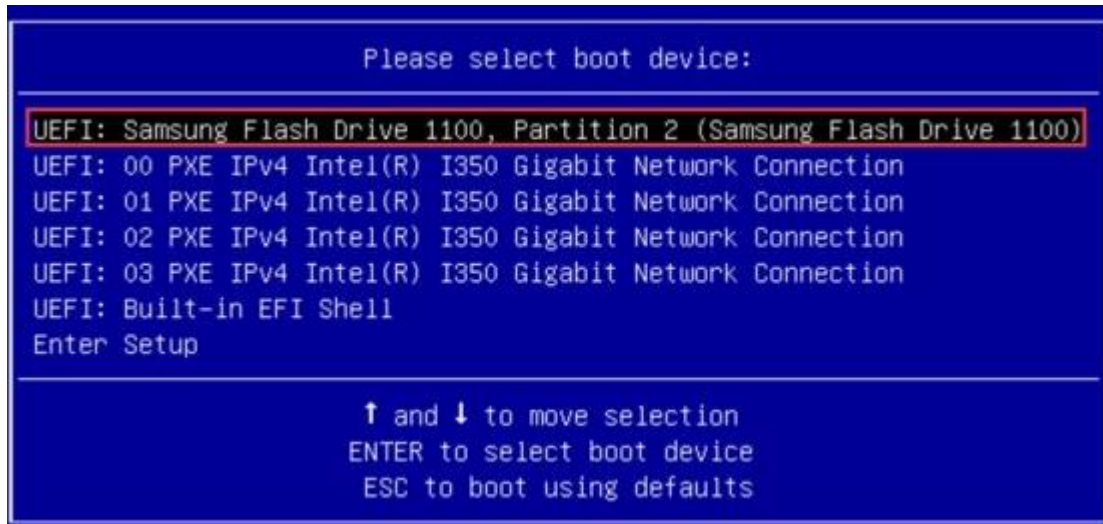 Please select boot device:
UEFI: Samsung Flash Drive 1100, Partition 2 (Samsung Flash Drive 1100)
UEFI: 00 PXE IPv4 Intel(R) I350 Gigabit Network Connection
UEFI: 01 PXE IPv4 Intel(R) I350 Gigabit Network Connection
UEFI: 02 PXE IPv4 Intel(R) I350 Gigabit Network Connection
UEFI: 03 PXE IPv4 Intel(R) I350 Gigabit Network Connection
UEFI: Built-in EFI Shell
Enter Setup
↑ and ↓ to move selection
ENTER to select boot device
ESC to boot using defaults